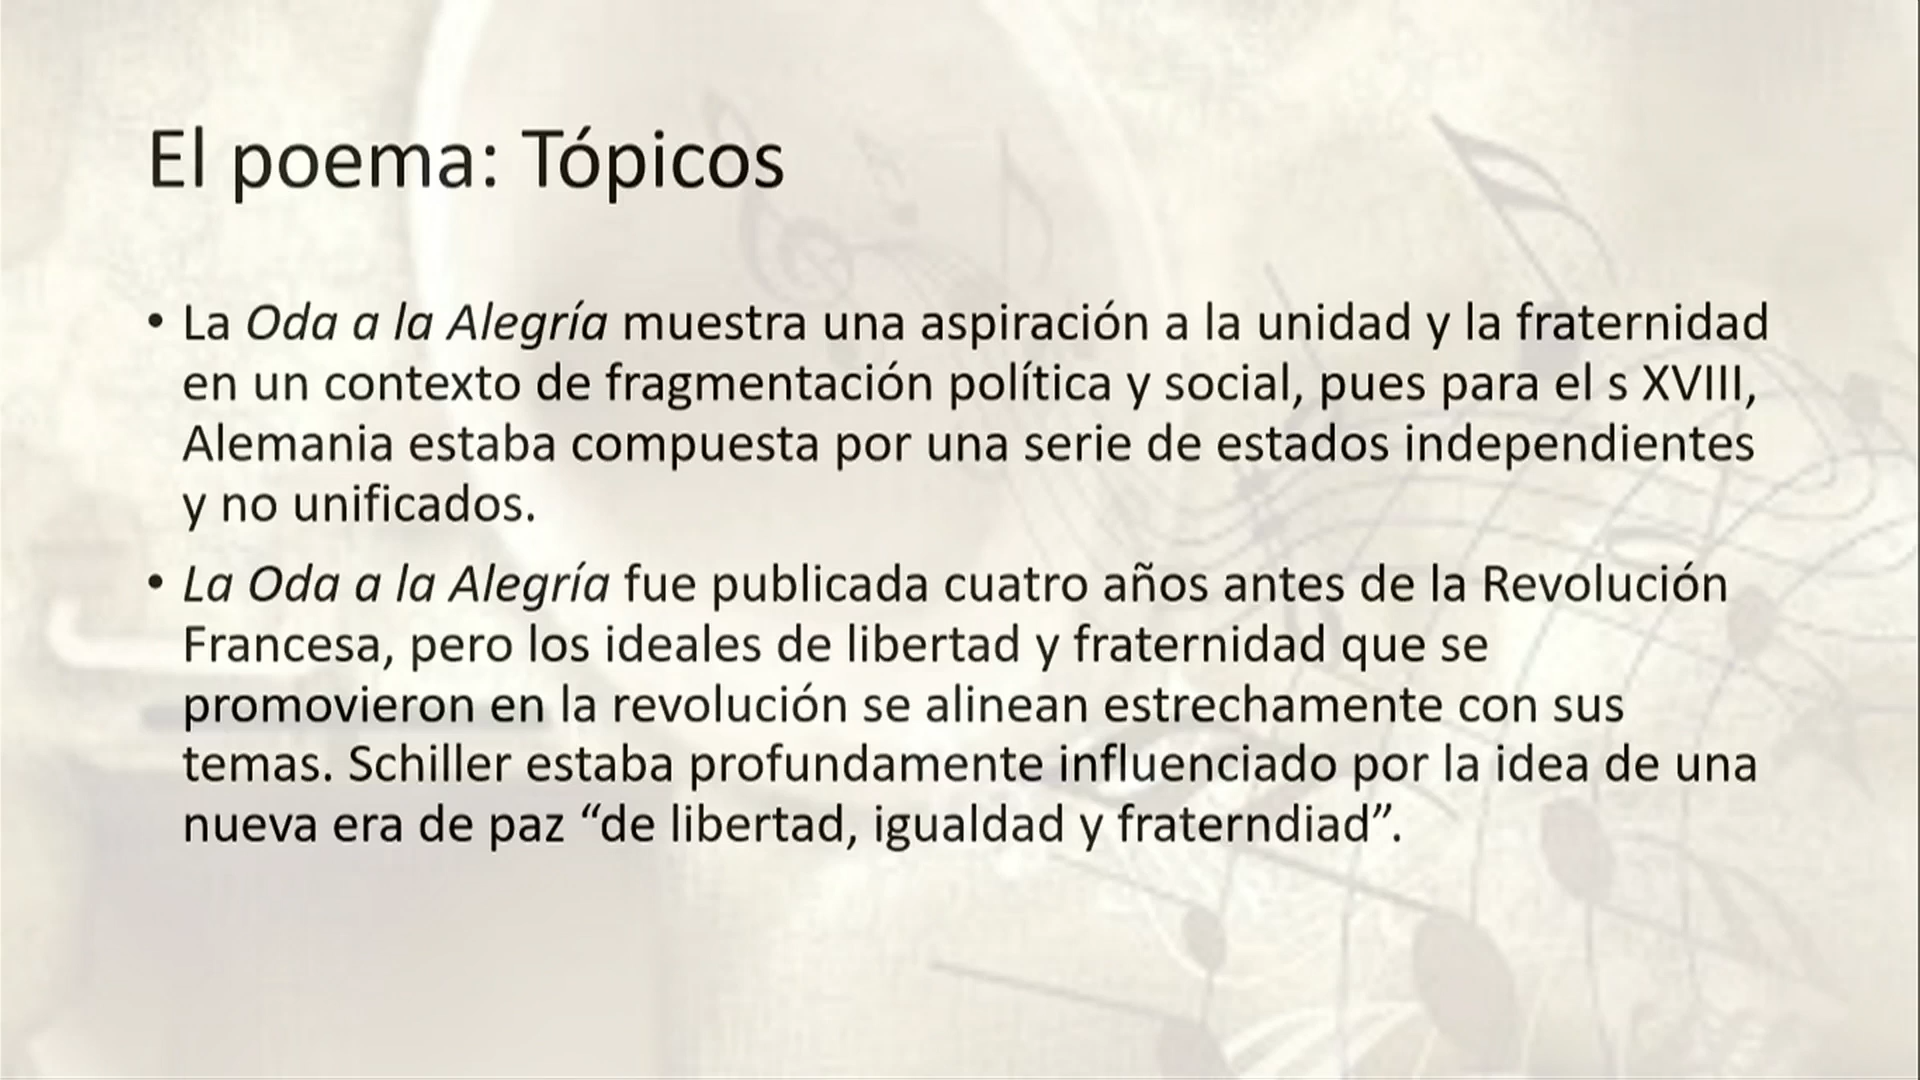 El poema: Tópicos
• La Oda a la Alegría muestra una aspiración a la unidad y la fraternidad
en un contexto de fragmentación política y social, pues para el s XVIII,
Alemania estaba compuesta por una serie de estados independientes
y no unificados.
• La Oda a la Alegría fue publicada cuatro años antes de la Revolución
Francesa, pero los ideales de libertad y fraternidad que se
promovieron en la revolución se alinean estrechamente con sus
temas. Schiller estaba profundamente influenciado por la idea de una
nueva era de paz “de libertad, igualdad y fraterndiad”.